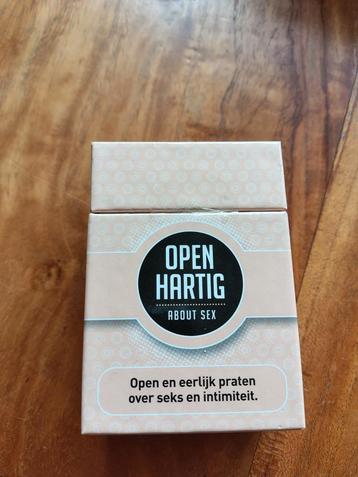 OPEN
HARTIG
ABOUT SEX
Open en eerlijk praten
over seks en intimiteit.